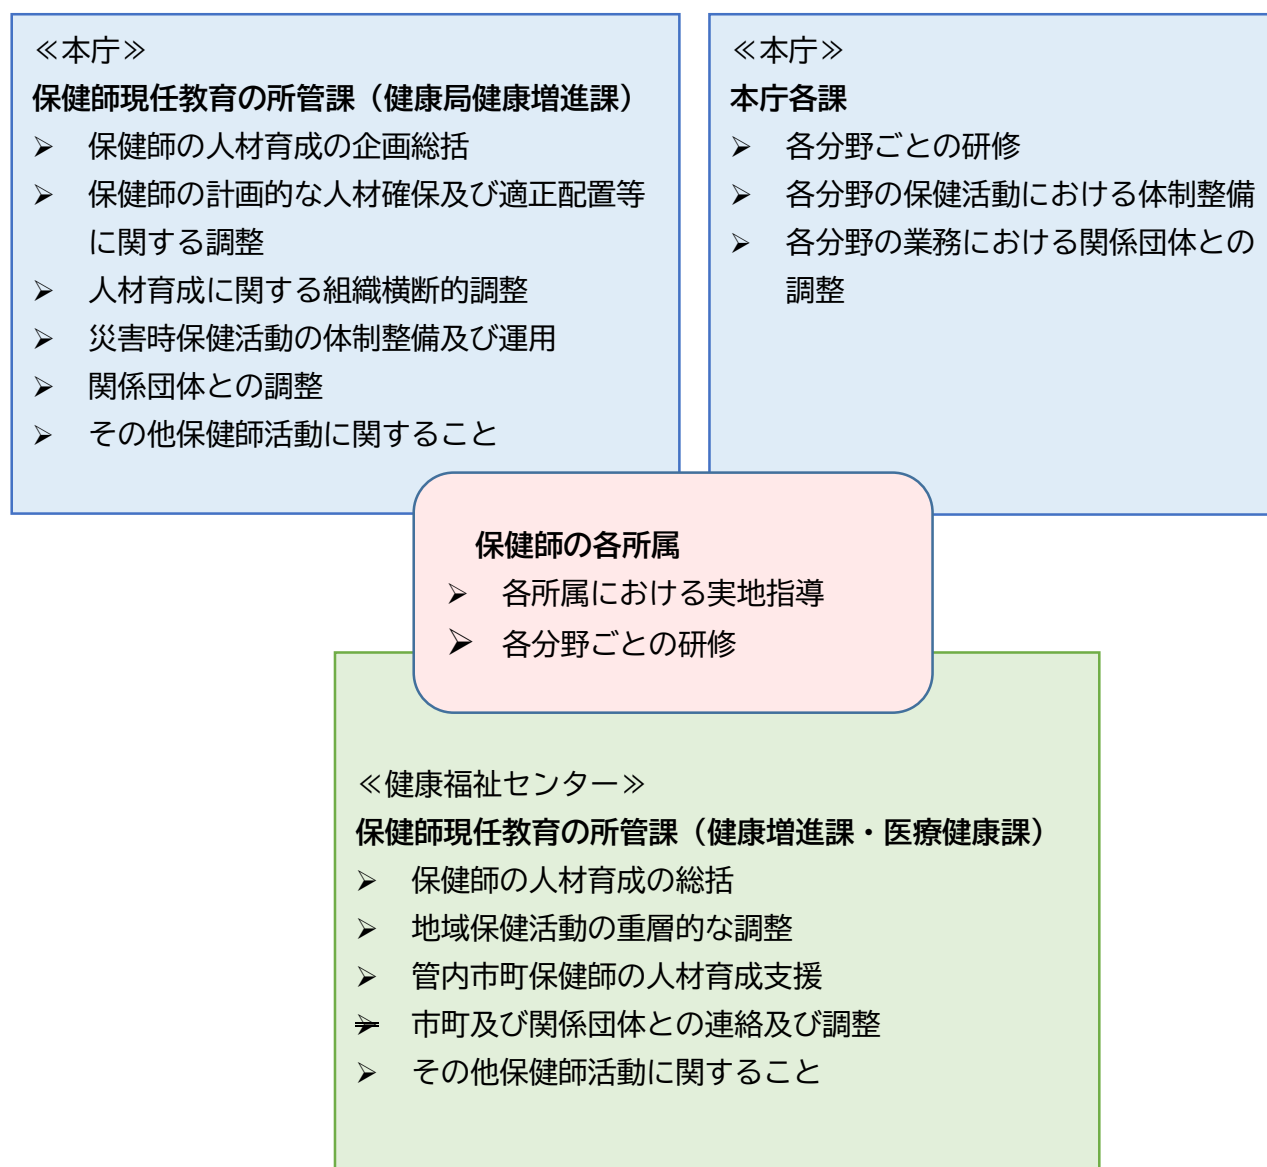 ≪本庁≫
保健師現任教育の所管課（健康局健康増進課）
➢ 保健師の人材育成の企画総括
➢ 保健師の計画的な人材確保及び適正配置等
に関する調整
➢ 人材育成に関する組織横断的調整
➢ 災害時保健活動の体制整備及び運用
➢ 関係団体との調整
➢ その他保健師活動に関すること
≪本庁≫
本庁各課
➢ 各分野ごとの研修
➢ 各分野の保健活動における体制整備
➢ 各分野の業務における関係団体との
調整
保健師の各所属
➢ 各所属における実地指導
➢ 各分野ごとの研修
≪健康福祉センター≫
保健師現任教育の所管課（健康増進課・医療健康課）
➢ 保健師の人材育成の総括
➢ 地域保健活動の重層的な調整
➢ 管内市町保健師の人材育成支援
➢ 市町及び関係団体との連絡及び調整
➢ その他保健師活動に関すること